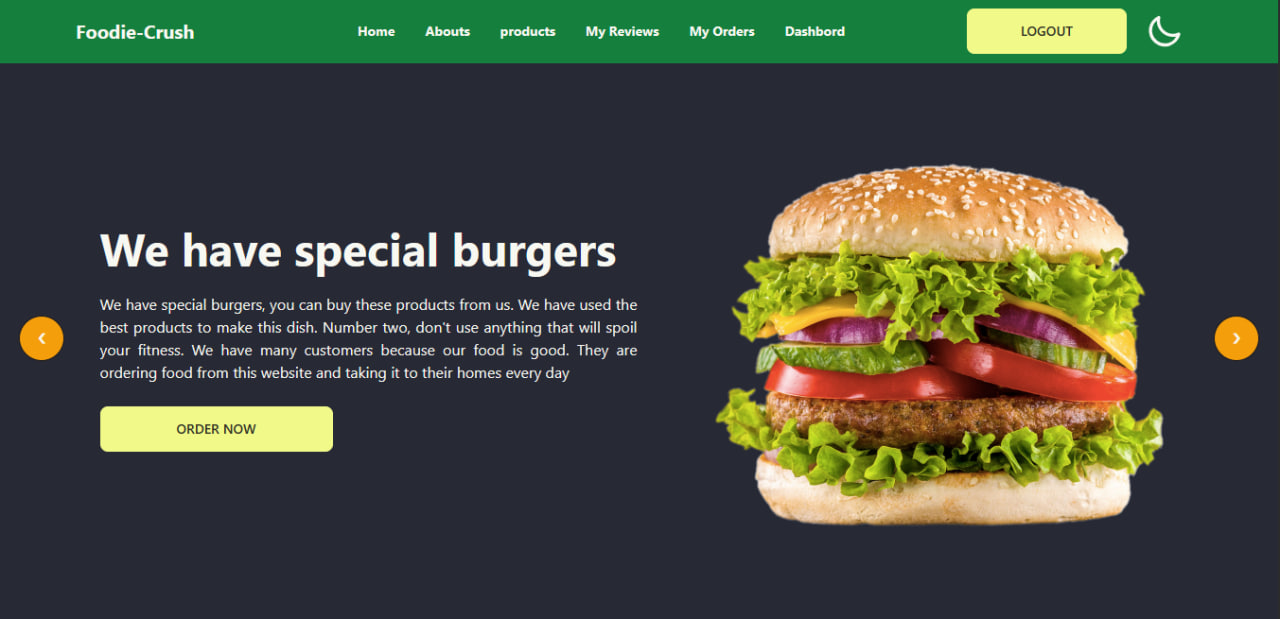 Foodie-Crush
Home
Abouts
products
My Reviews
My Orders
Dashbord
LOGOUT
We have special burgers
We have special burgers, you can buy these products from us. We have used the
best products to make this dish. Number two, don't use anything that will spoil
your fitness. We have many customers because our food is good. They are
ordering food from this website and taking it to their homes every day
ORDER NOW